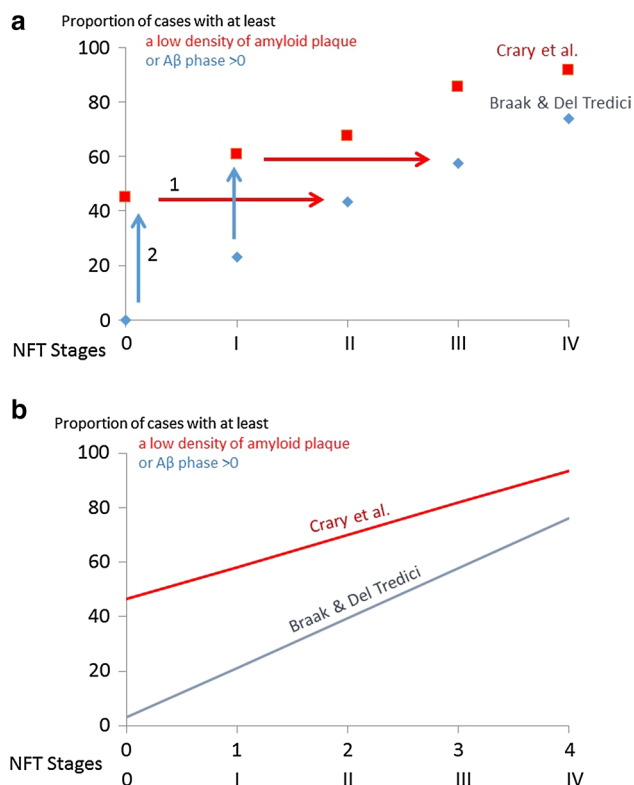 a
Proportion of cases with at least
a low density of amyloid plaque
or Aβ phase >0
100
80
60
40
20
0
Crary et al.
Braak & Del Tredici
1
2
0 I II III IV
NFT Stages
b
Proportion of cases with at least
a low density of amyloid plaque
or Aβ phase >0
100
80
60
40
20
0
Crary et al.
Braak & Del Tredici
0 1 2 3 4
NFT Stages
0 I II III IV